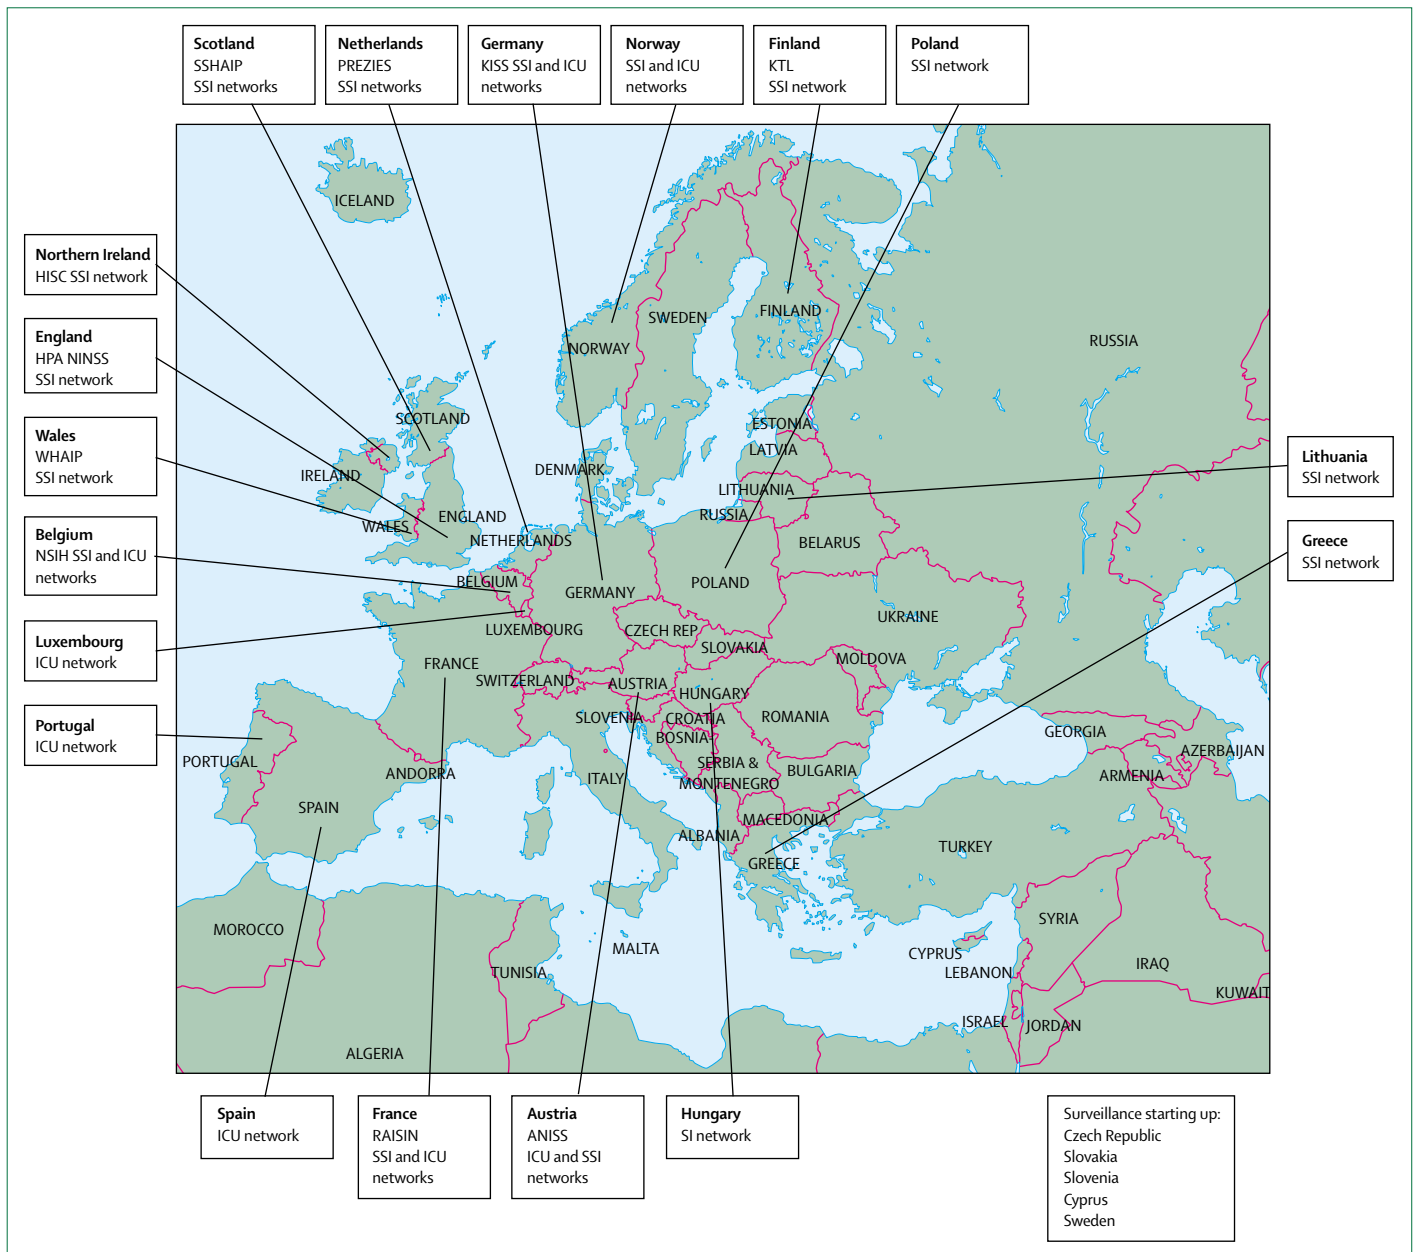 Scotland
SSHAIP
SSI networks
Netherlands
PREZIES
SSI networks
Germany
KISS SSI and ICU
networks
Norway
SSI and ICU
networks
Finland
KTL
SSI network
Poland
SSI network
Northern Ireland
HISC SSI network
England
HPA NINSS
SSI network
Wales
WHAIP
SSI network
Belgium
NSIH SSI and ICU
networks
Luxembourg
ICU network
Portugal
ICU network
Lithuania
SSI network
Greece
SSI network
ICELAND
SWEDEN
FINLAND
NORWAY
RUSSIA
SCOTLAND
ESTONIA
LATVIA
IRELAND
DENMARK
LITHUANIA
RUSSIA
ENGLAND
WALES
NETHERLANDS
BELARUS
BELGIUM
GERMANY
POLAND
UKRAINE
LUXEMBOURG
CZECH REP
SLOVAKIA
MOLDOVA
FRANCE
SWITZERLAND
AUSTRIA
HUNGARY
SLOVENIA
CROATIA
ROMANIA
BOSNIA-
GEORGIA
AZERBAIJAN
PORTUGAL
ANDORRA
ITALY
SERBIA &
MONTENEGRO
BULGARIA
ARMENIA
SPAIN
MACEDONIA
ALBANIA
GREECE
TURKEY
MOROCCO
SYRIA
MALTA
CYPRUS
LEBANON
IRAQ
TUNISIA
KUWAIT
ISRAEL
JORDAN
ALGERIA
Spain
ICU network
France
RAISIN
SSI and ICU
networks
Austria
ANISS
ICU and SSI
networks
Hungary
SI network
Surveillance starting up:
Czech Republic
Slovakia
Slovenia
Cyprus
Sweden